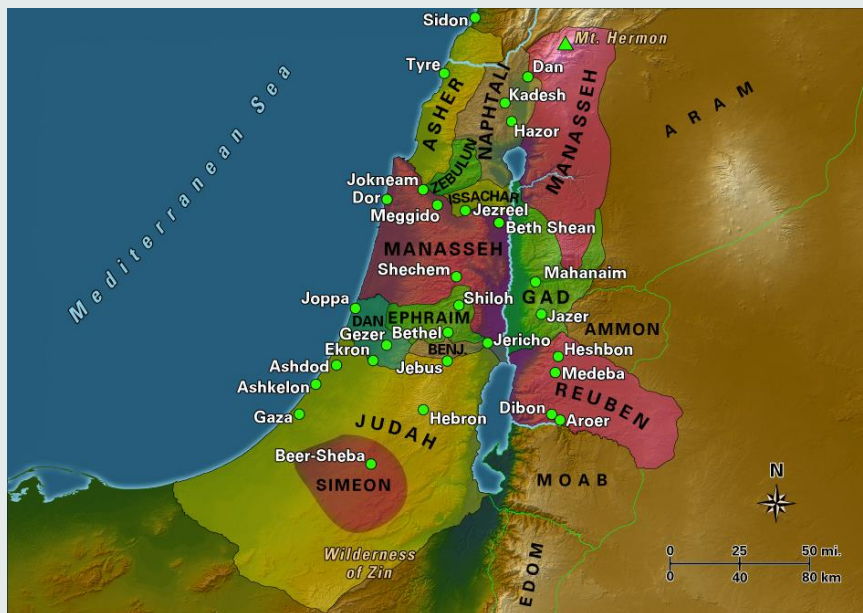 Sidon
Mt. Hermon
Tyre
Dan
ASHER
NAPHTALI
Kadesh
MANASSEH
ARAM
Hazor
Mediterranean Sea
ZEBULUN
Jokneam
Dor
ISSACHAR
Meggido
Jezreel
Beth Shean
MANASSEH
Shechem
Mahanaim
Joppa
Shiloh
GAD
DAN
EPHRAIM
Jazer
Gezer
Bethel
AMMON
Ekron
BENJ.
Jericho
Heshbon
Ashdod
Jebus
Medeba
Ashkelon
REUBEN
Gaza
JUDAH
Hebron
Dibon
Aroer
Beer-Sheba
SIMEON
MOAB
N
Wilderness
of Zin
EDOM
0 25 50 mi.
0 40 80 km